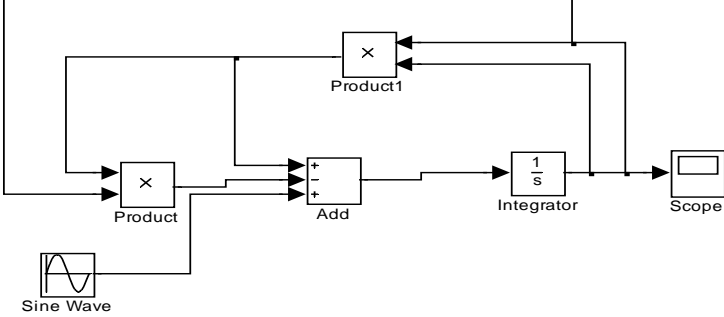 ×
Product1
×
Product
+
−
+
Add
1
s
Integrator
Scope
Sine Wave